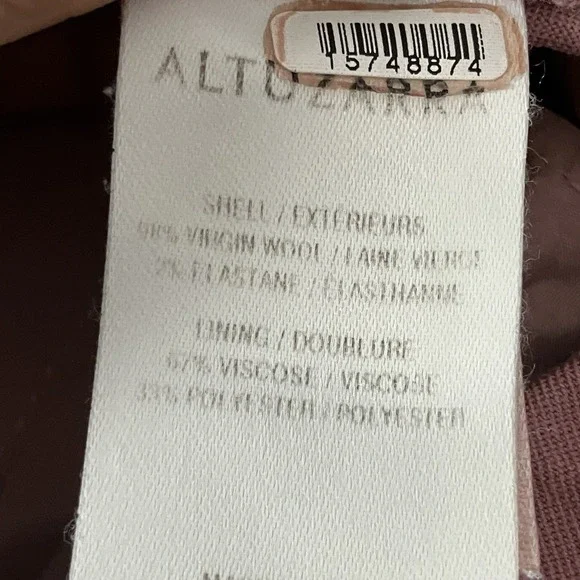 15748874
ALTUZARRA
SHELL / EXTÉRIEURS
98% VIRGIN WOOL / LAINE VIERGE
2% ELASTANE / ÉLASTHANNE
LINING / DOUBLURE
67% VISCOSE / VISCOSE
33% POLYESTER / POLYESTER